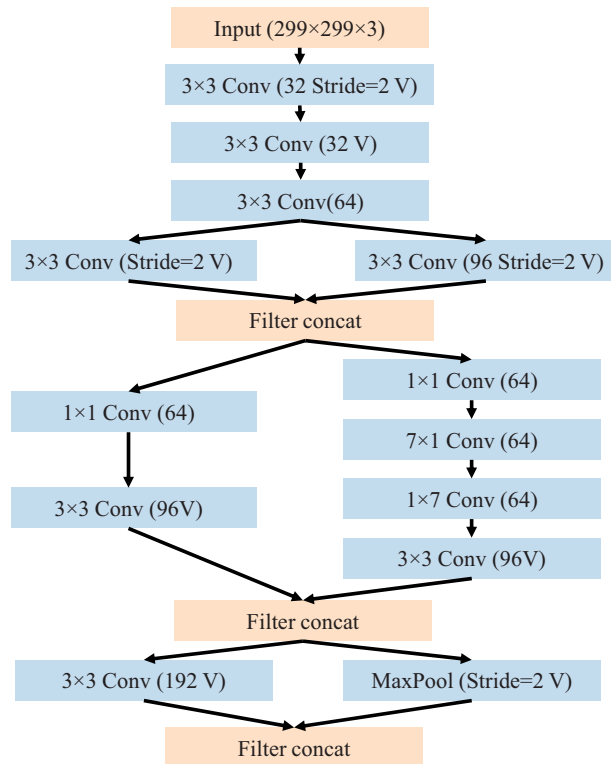 Input (299×299×3)
3×3 Conv (32 Stride=2 V)
3×3 Conv (32 V)
3×3 Conv(64)
3×3 Conv (Stride=2 V)
3×3 Conv (96 Stride=2 V)
Filter concat
1×1 Conv (64)
3×3 Conv (96V)
1×1 Conv (64)
7×1 Conv (64)
1×7 Conv (64)
3×3 Conv (96V)
Filter concat
3×3 Conv (192 V)
MaxPool (Stride=2 V)
Filter concat